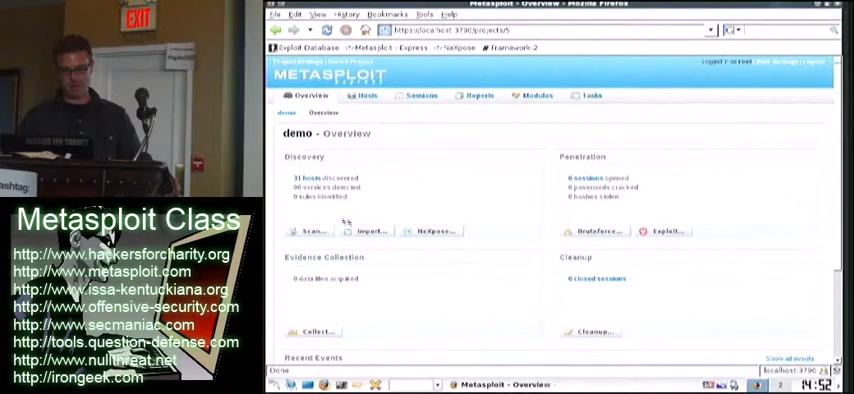 EXIT
hashtag:
Metasploit Class
http://www.hackersforcharity.org
http://www.metasploit.com
http://www.issa-kentuckiana.org
http://www.offensive-security.com
http://www.secmaniac.com
http://tools.question-defense.com
http://www.nullthreat.net
http://irongeek.com
Metasploit - Overview - Mozilla Firefox
File Edit View History Bookmarks Tools Help
https://localhost:3790/projects/5
Exploit Database Metasploit - Express NeXpose framework-2
METASPLOIT
Overview Hosts Sessions Reports Modules Tasks
demo Overview
demo - Overview
Discovery
31 hosts discovered
90 services detected
0 vulns identified
Scan... Import... NeXpose...
Penetration
0 sessions opened
0 passwords cracked
0 hashes stolen
Bruteforce... Exploit...
Evidence Collection
0 data files acquired
Collect...
Cleanup
0 closed sessions
Cleanup...
Recent Events
Show all events
Done
localhost:3790
Metasploit - Overview -
2
14:52